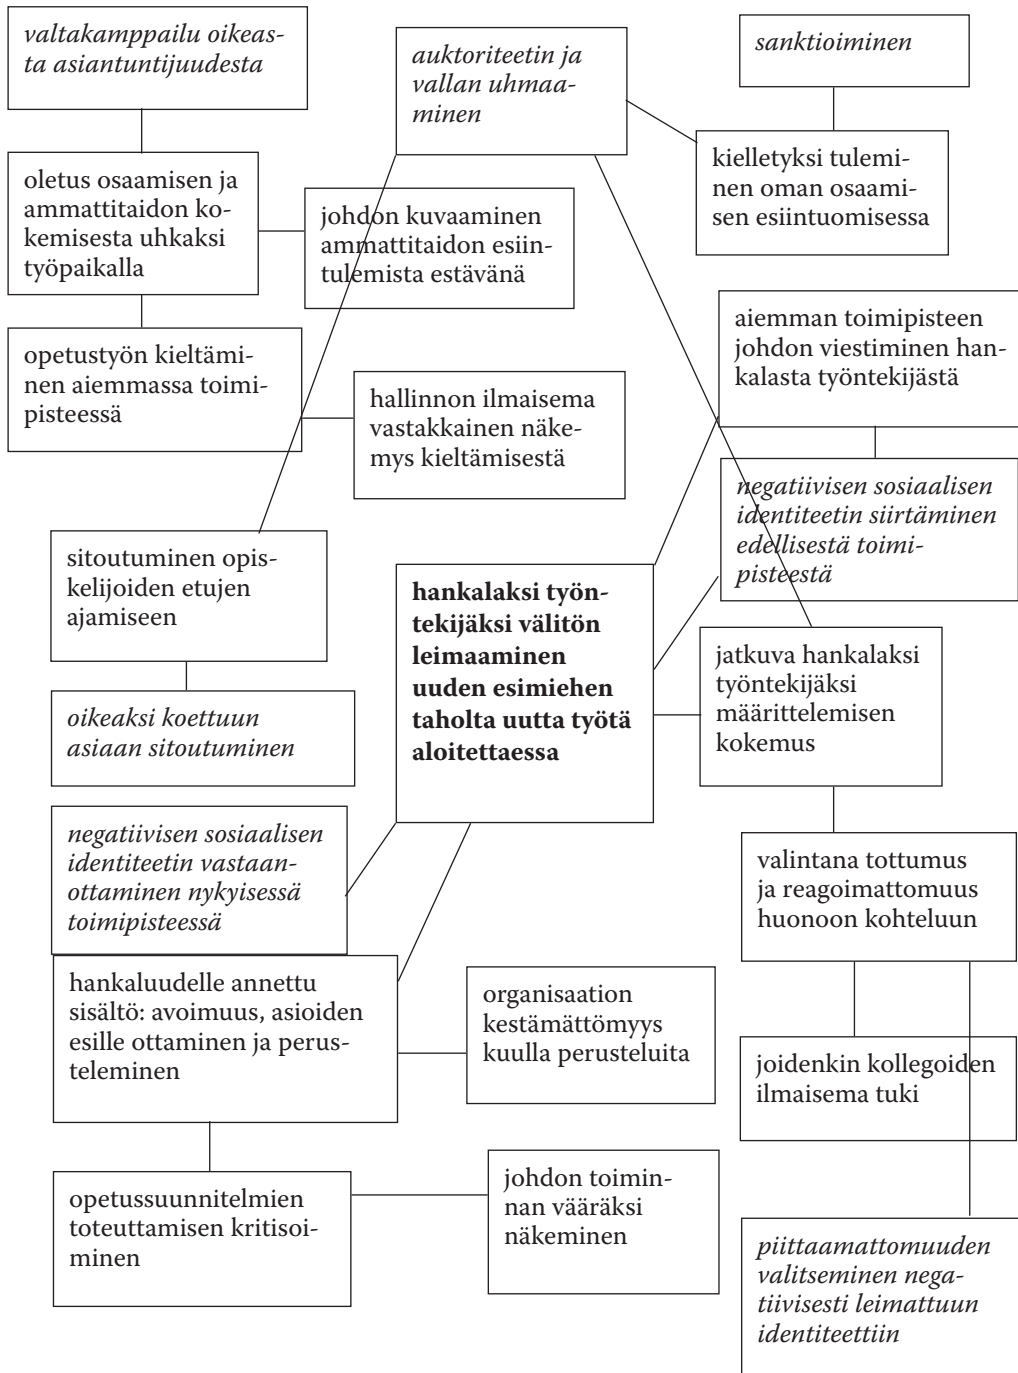 valtakamppailu oikeas-
ta asiantuntijuudesta
auktoriteetin ja
vallan uhmaa-
minen
sanktioiminen
oletus osaamisen ja
ammattitaidon ko-
kemisesta uhkaksi
työpaikalla
johdon kuvaaminen
ammattitaidon esiin-
tulemista estävänä
kielletyksi tulemi-
nen oman osaami-
sen esiintuomisessa
opetustyön kieltämi-
nen aiemmassa toimi-
pisteessä
hallinnon ilmaisema
vastakkainen näke-
mys kieltämisestä
aiemman toimipisteen
johdon viestiminen han-
kalasta työntekijästä
negatiivisen sosiaalisen
identiteetin siirtäminen
edellisestä toimi-
pisteestä
sitoutuminen opis-
kelijoiden etujen
ajamiseen
hankalaksi työn-
tekijäksi välitön
leimaaminen
uuden esimiehen
taholta uutta työtä
aloitettaessa
jatkuva hankalaksi
työntekijäksi
määrittelemisen
kokemus
oikeaksi koettuun
asiaan sitoutuminen
negatiivisen sosiaalisen
identiteetin vastaan-
ottaminen nykyisessä
toimipisteessä
valintana tottumus
ja reagoimattomuus
huonoon kohteluun
hankaluudelle annettu
sisältö: avoimuus, asioiden
esille ottaminen ja perus-
teleminen
organisaation
kestämättömyys
kuulla perusteluita
joidenkin kollegoiden
ilmaisema tuki
opetussuunnitelmien
toteuttamisen kritisoi-
minen
johdon toimin-
nan vääräksi
näkeminen
piittaamattomuuden
valitseminen nega-
tiivisesti leimattuun
identiteettiin